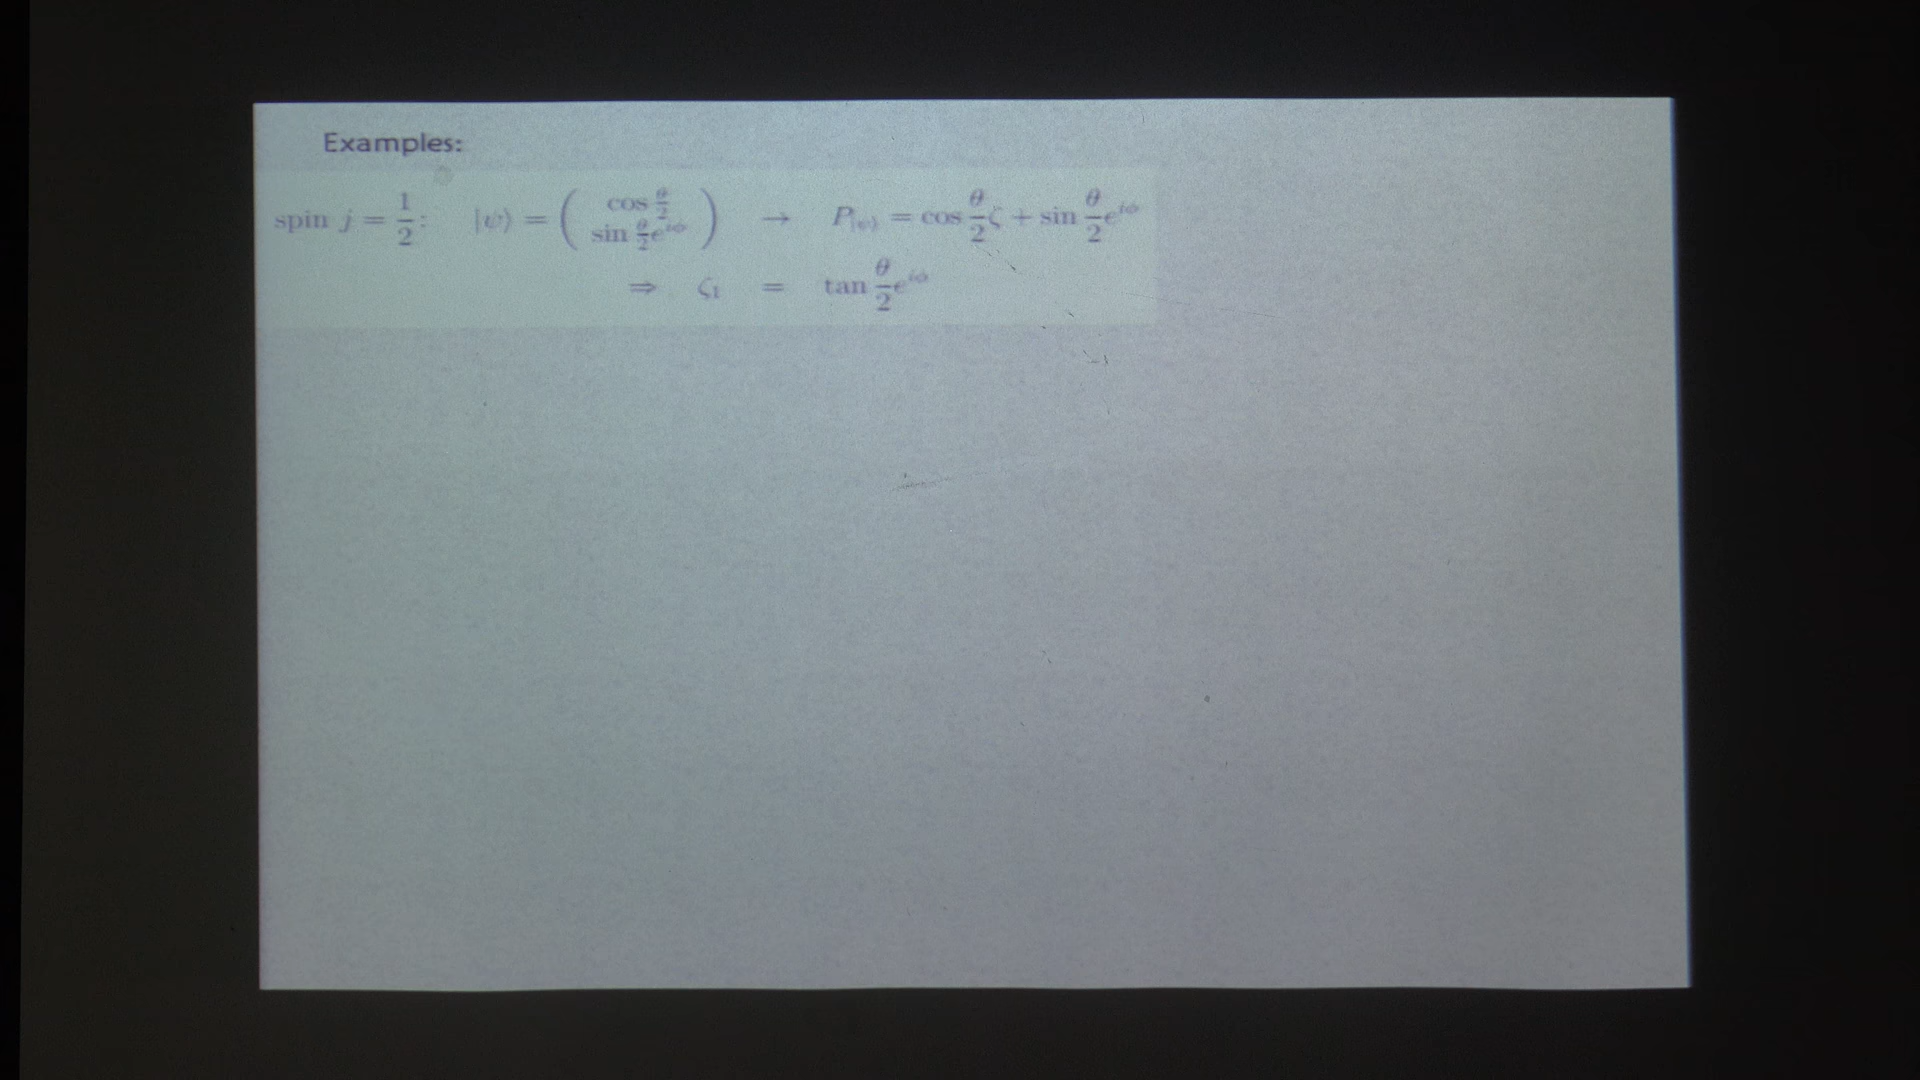 Examples:
spin j = 1/2: |ψ⟩ = ( cos θ/2 sin θ/2 e^{iϕ} ) → P_{|ψ⟩} = cos θ/2 ζ + sin θ/2 e^{iϕ}
⇒ ζ₁ = tan θ/2 e^{iϕ}